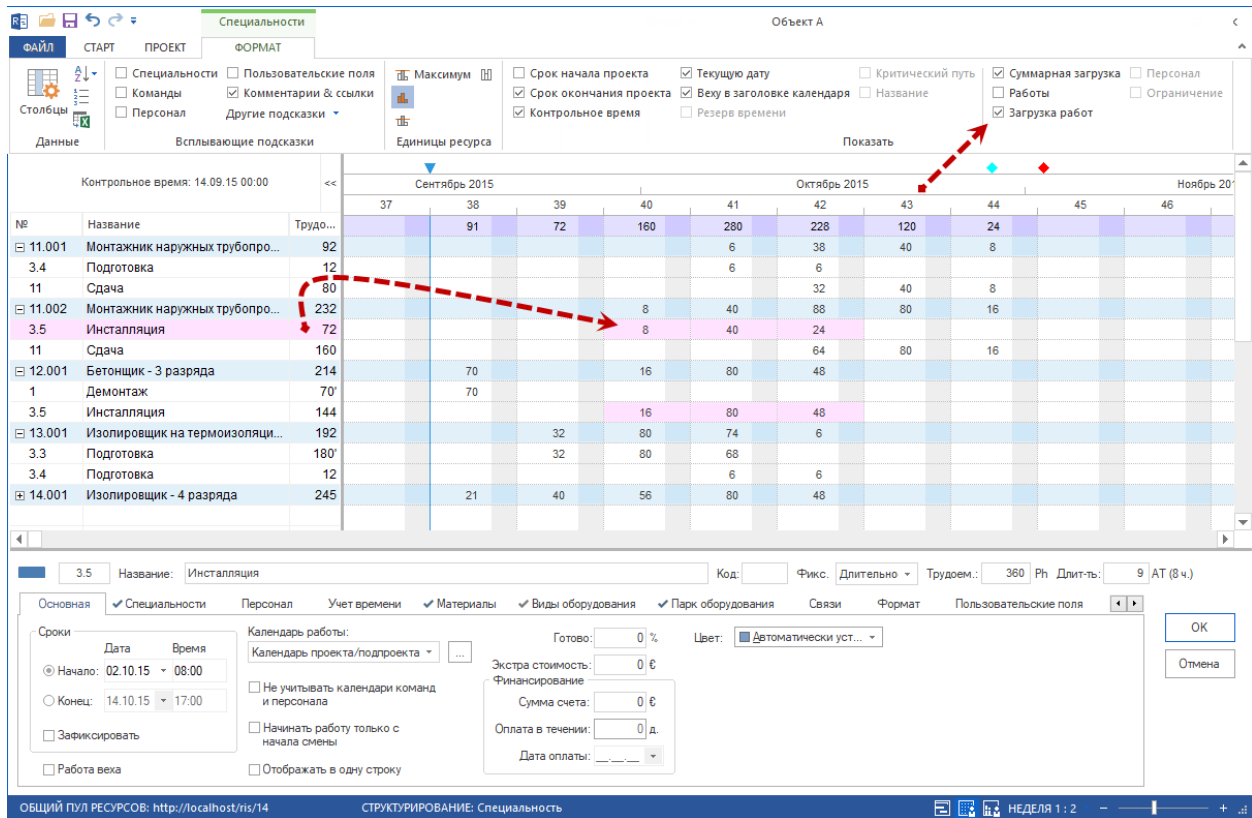 Специальности
Объект А
ФАЙЛ СТАРТ ПРОЕКТ ФОРМАТ
Специальности Пользовательские поля Максимум Срок начала проекта Текущую дату Критический путь Суммарная загрузка Персонал
Столбцы Команды Комментарии & ссылки Срок окончания проекта Веху в заголовке календаря Название Работы Ограничение
Персонал Другие подсказки Контрольное время Резерв времени Загрузка работ
Данные Всплывающие подсказки Единицы ресурса Показать
Контрольное время: 14.09.15 00:00 <<
Сентябрь 2015 Октябрь 2015 Ноябрь 201
37 38 39 40 41 42 43 44 45 46
№ Название Трудо...
91 72 160 280 228 120 24
11.001 Монтажник наружных трубопро... 92 6 38 40 8
3.4 Подготовка 12 6 6
11 Сдача 80 32 40 8
11.002 Монтажник наружных трубопро... 232 8 40 88 80 16
3.5 Инсталляция 72 8 40 24
11 Сдача 160 64 80 16
12.001 Бетонщик - 3 разряда 214 70 16 80 48
1 Демонтаж 70' 70
3.5 Инсталляция 144 16 80 48
13.001 Изолировщик на термоизоляци... 192 32 80 74 6
3.3 Подготовка 180' 32 80 68
3.4 Подготовка 12 6 6
14.001 Изолировщик - 4 разряда 245 21 40 56 80 48
3.5 Название: Инсталляция Код: Фикс. Длительно Трудоем.: 360 Ph Длит-ть: 9 АТ (8 ч.)
Основная Специальности Персонал Учет времени Материалы Виды оборудования Парк оборудования Связи Формат Пользовательские поля
Сроки
Дата Время
Начало: 02.10.15 08:00
Конец: 14.10.15 17:00
Зафиксировать
Работа веха
Календарь работы:
Календарь проекта/подпроекта ...
Не учитывать календари команд
и персонала
Начинать работу только с
начала смены
Отображать в одну строку
Готово: 0 %
Экстра стоимость: 0 €
Финансирование
Сумма счета: 0 €
Оплата в течении: 0 д.
Дата оплаты: __.__.__
Цвет: Автоматически уст...
OK
Отмена
ОБЩИЙ ПУЛ РЕСУРСОВ: http://localhost/ris/14 СТРУКТУРИРОВАНИЕ: Специальность НЕДЕЛЯ 1 : 2 − +